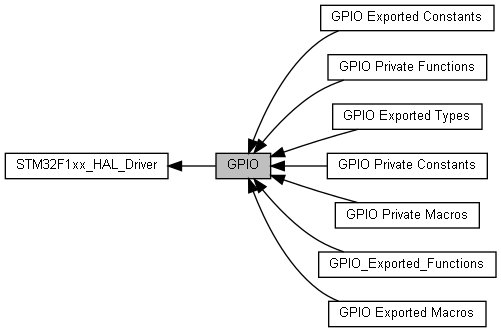 GPIO Exported Constants
GPIO Private Functions
GPIO Exported Types
STM32F1xx_HAL_Driver
GPIO
GPIO Private Constants
GPIO Private Macros
GPIO_Exported_Functions
GPIO Exported Macros